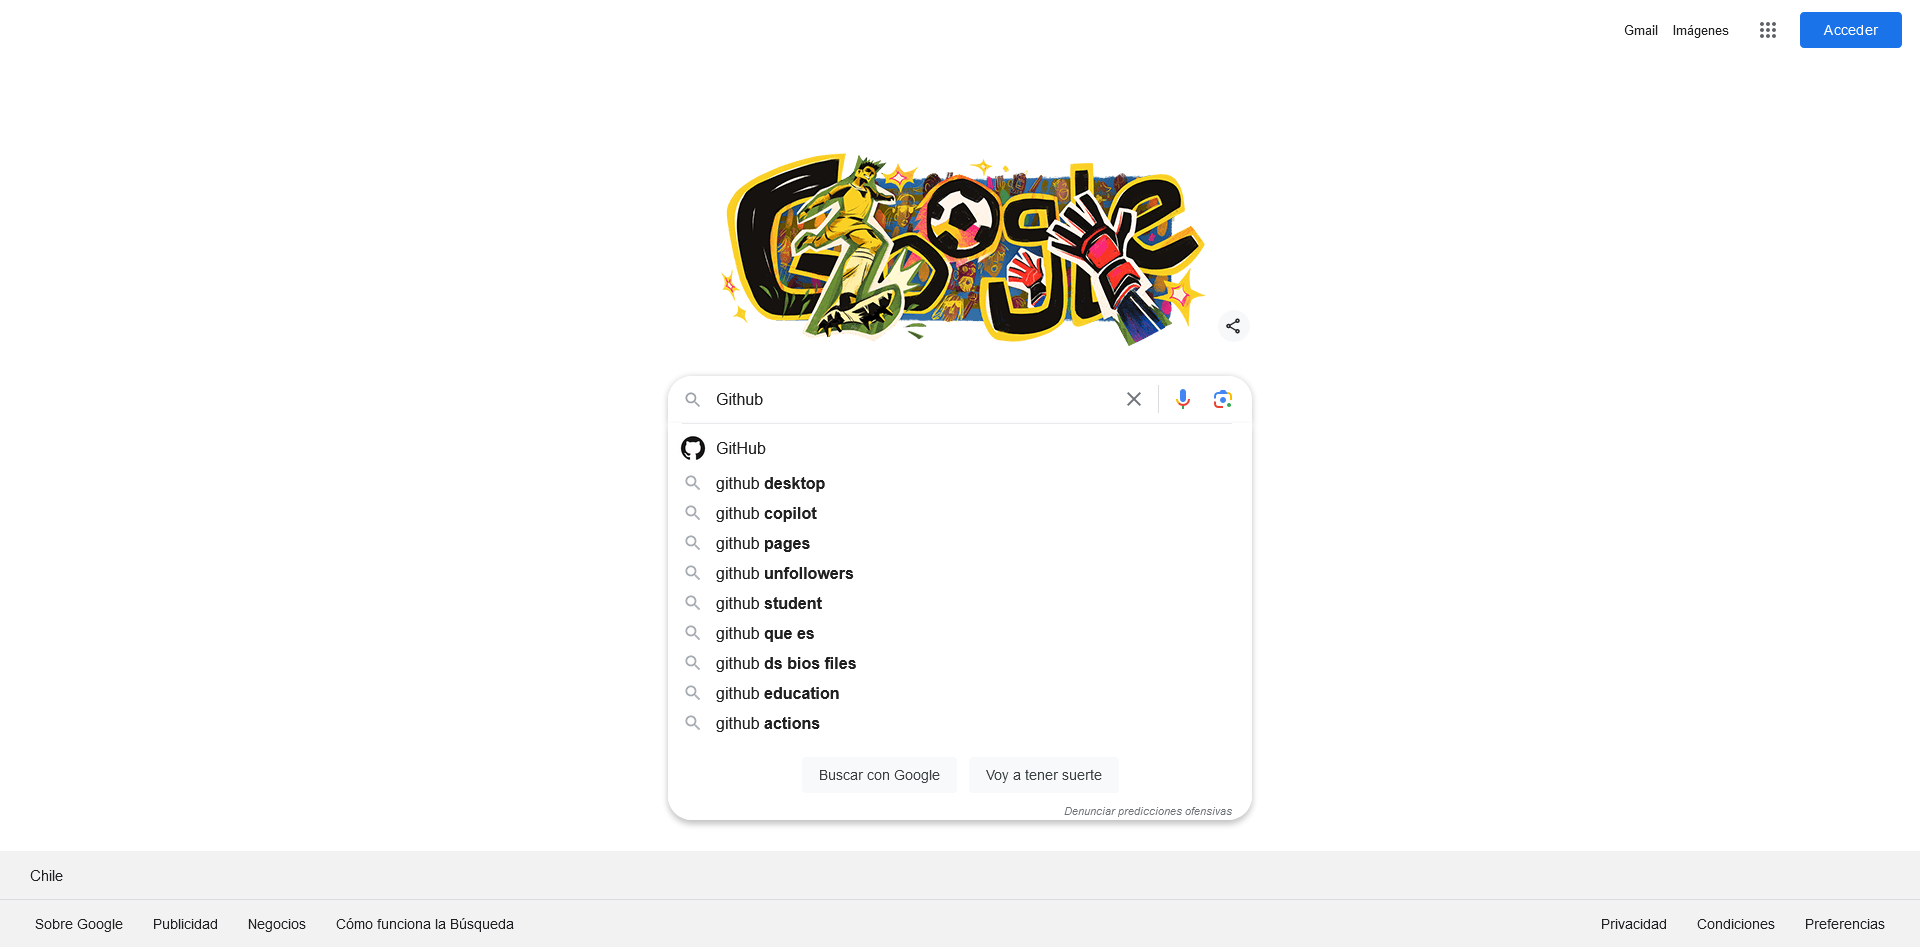 Gmail Imágenes Acceder
Google
Github
GitHub
github desktop
github copilot
github pages
github unfollowers
github student
github que es
github ds bios files
github education
github actions
Buscar con Google Voy a tener suerte
Denunciar predicciones ofensivas
Chile
Sobre Google Publicidad Negocios Cómo funciona la Búsqueda Privacidad Condiciones Preferencias